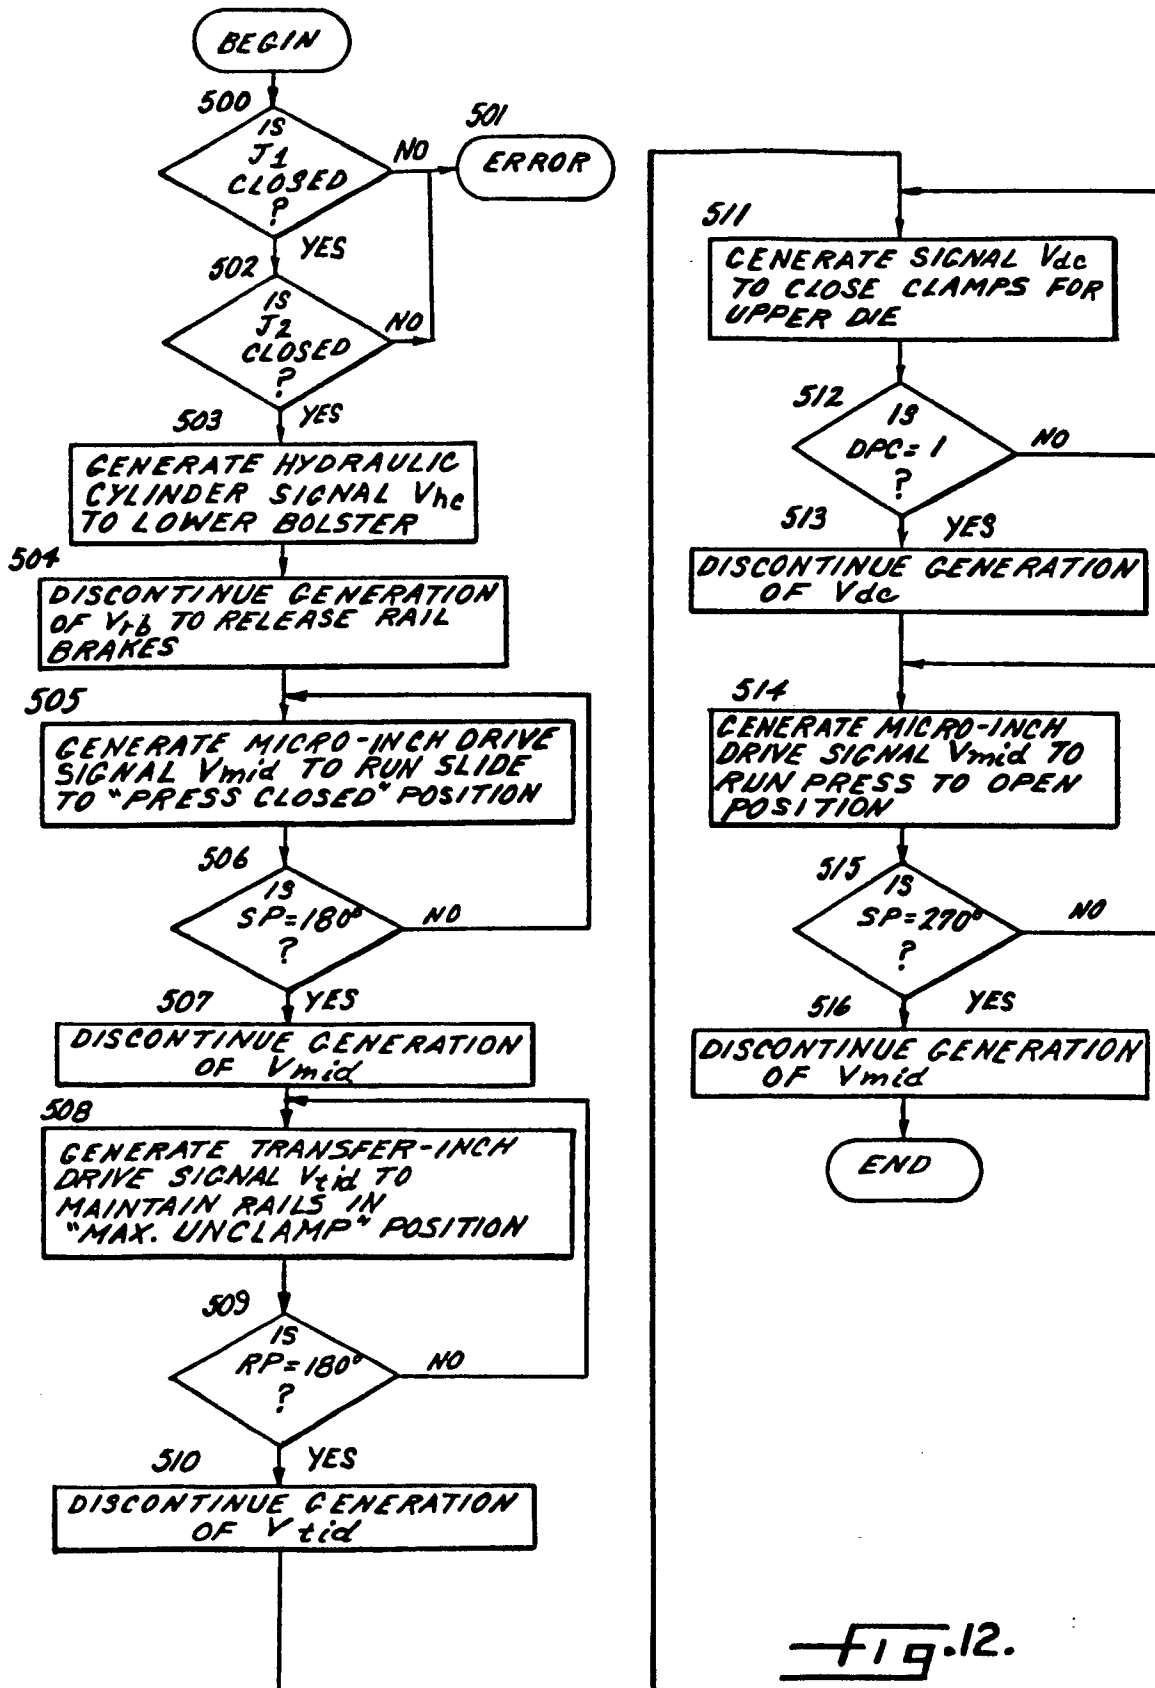 BEGIN
500
IS
J1
CLOSED
?
NO
501
ERROR
YES
502
IS
J2
CLOSED
?
NO
YES
503
GENERATE HYDRAULIC
CYLINDER SIGNAL Vhc
TO LOWER BOLSTER
504
DISCONTINUE GENERATION
OF Vrb TO RELEASE RAIL
BRAKES
505
GENERATE MICRO-INCH DRIVE
SIGNAL Vmid TO RUN SLIDE
TO "PRESS CLOSED" POSITION
506
IS
SP=180°
?
NO
YES
507
DISCONTINUE GENERATION
OF Vmid
508
GENERATE TRANSFER-INCH
DRIVE SIGNAL Vtid TO
MAINTAIN RAILS IN
"MAX. UNCLAMP" POSITION
509
IS
RP=180°
?
NO
YES
510
DISCONTINUE GENERATION
OF Vtid
511
GENERATE SIGNAL Vdc
TO CLOSE CLAMPS FOR
UPPER DIE
512
IS
DPC=1
?
NO
513
YES
DISCONTINUE GENERATION
OF Vdc
514
GENERATE MICRO-INCH
DRIVE SIGNAL Vmid TO
RUN PRESS TO OPEN
POSITION
515
IS
SP=270°
?
NO
516
YES
DISCONTINUE GENERATION
OF Vmid
END
Fig.12.